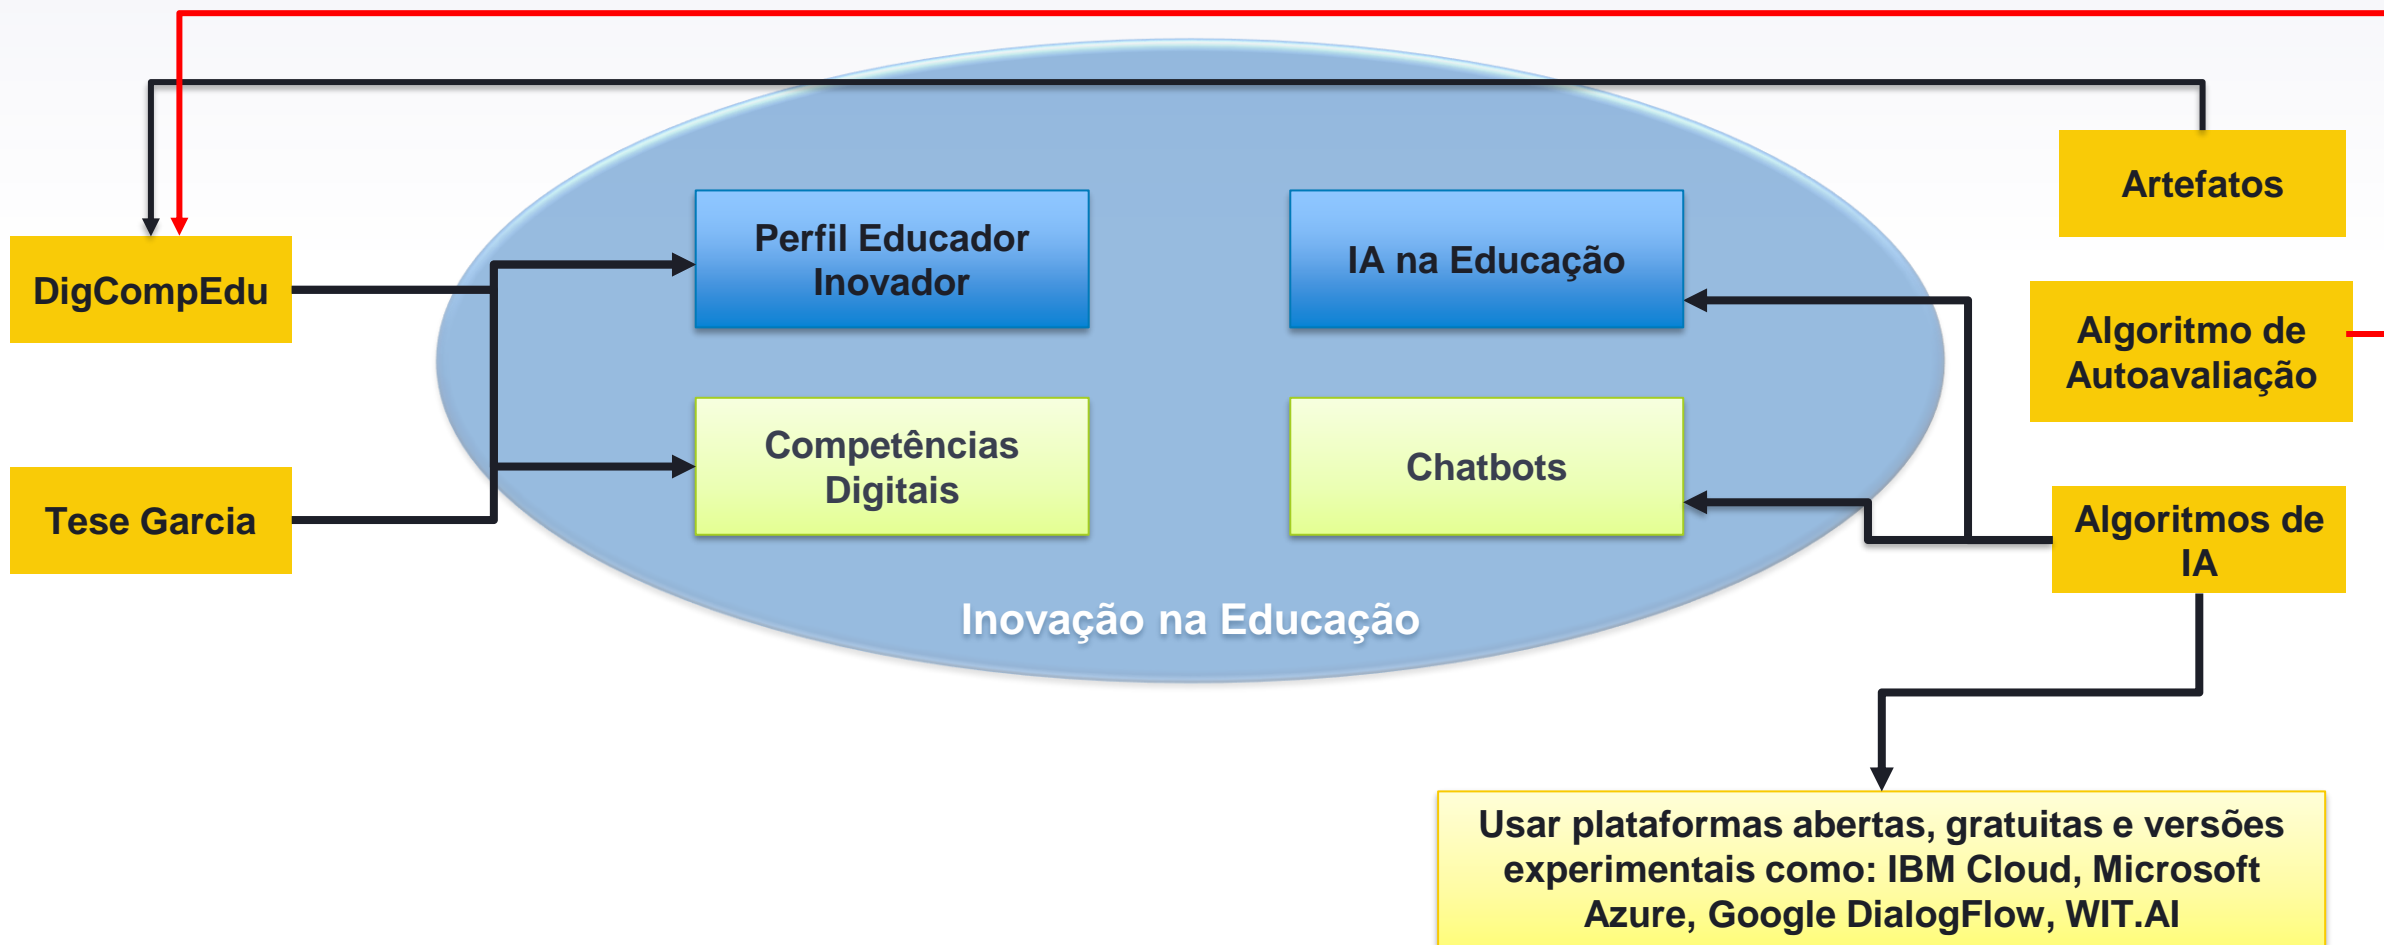 Artefatos
Perfil Educador
Inovador
IA na Educação
DigCompEdu
Algoritmo de
Autoavaliação
Competências
Digitais
Chatbots
Tese Garcia
Algoritmos de
IA
Inovação na Educação
Usar plataformas abertas, gratuitas e versões
experimentais como: IBM Cloud, Microsoft
Azure, Google DialogFlow, WIT.AI